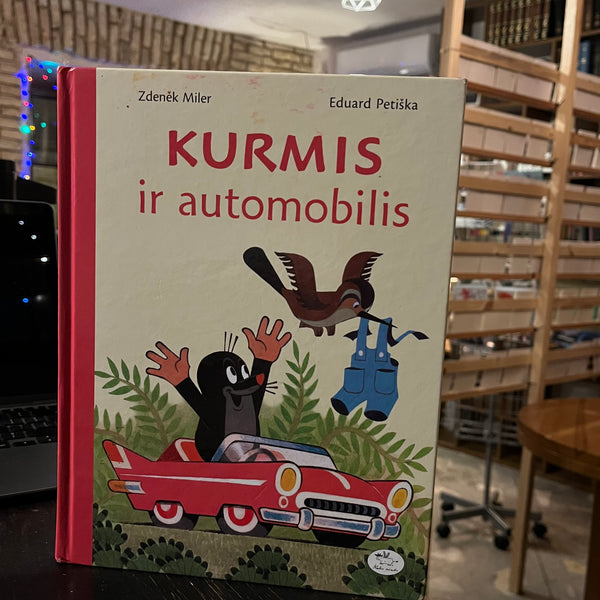 Zdeněk Miler
Eduard Petiška
KURMIS
ir automobilis